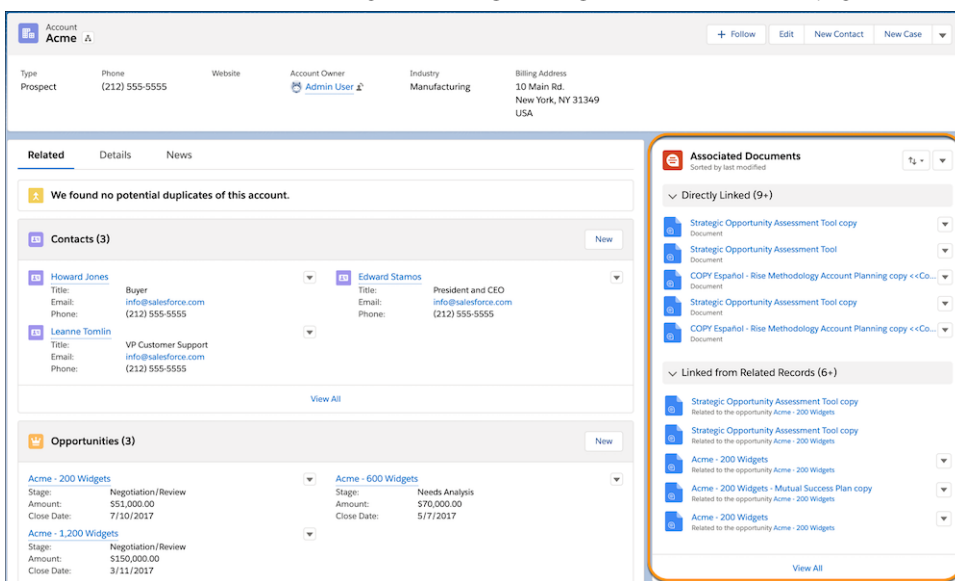 Account
Acme
+ Follow
Edit
New Contact
New Case
Type
Prospect
Phone
(212) 555-5555
Website
Account Owner
Admin User
Industry
Manufacturing
Billing Address
10 Main Rd.
New York, NY 31349
USA
Related
Details
News
We found no potential duplicates of this account.
Contacts (3)
New
Howard Jones
Title: Buyer
Email: info@salesforce.com
Phone: (212) 555-5555
Edward Stamos
Title: President and CEO
Email: info@salesforce.com
Phone: (212) 555-5555
Leanne Tomlin
Title: VP Customer Support
Email: info@salesforce.com
Phone: (212) 555-5555
View All
Opportunities (3)
New
Acme - 200 Widgets
Stage: Negotiation/Review
Amount: $51,000.00
Close Date: 7/10/2017
Acme - 600 Widgets
Stage: Needs Analysis
Amount: $70,000.00
Close Date: 5/7/2017
Acme - 1,200 Widgets
Stage: Negotiation/Review
Amount: $150,000.00
Close Date: 3/11/2017
Associated Documents
Sorted by last modified
Directly Linked (9+)
Strategic Opportunity Assessment Tool copy
Document
Strategic Opportunity Assessment Tool
Document
COPY Español - Rise Methodology Account Planning copy <<Co...
Document
Strategic Opportunity Assessment Tool copy
Document
COPY Español - Rise Methodology Account Planning copy <<Co...
Document
Linked from Related Records (6+)
Strategic Opportunity Assessment Tool copy
Related to the opportunity Acme - 200 Widgets
Strategic Opportunity Assessment Tool copy
Related to the opportunity Acme - 200 Widgets
Acme - 200 Widgets
Related to the opportunity Acme - 200 Widgets
Acme - 200 Widgets - Mutual Success Plan copy
Related to the opportunity Acme - 200 Widgets
Acme - 200 Widgets
Related to the opportunity Acme - 200 Widgets
View All